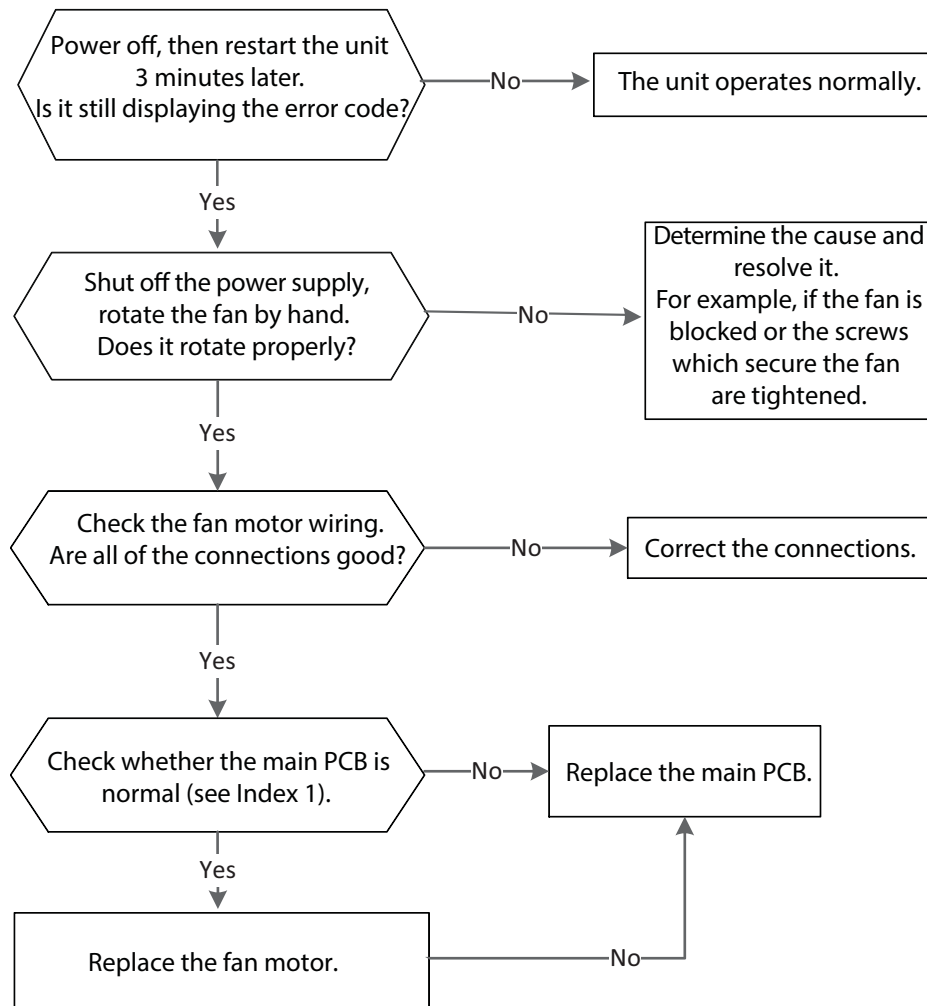 Power off, then restart the unit
3 minutes later.
Is it still displaying the error code?
No
The unit operates normally.
Yes
Shut off the power supply,
rotate the fan by hand.
Does it rotate properly?
No
Determine the cause and
resolve it.
For example, if the fan is
blocked or the screws
which secure the fan
are tightened.
Yes
Check the fan motor wiring.
Are all of the connections good?
No
Correct the connections.
Yes
Check whether the main PCB is
normal (see Index 1).
No
Replace the main PCB.
Yes
Replace the fan motor.
No